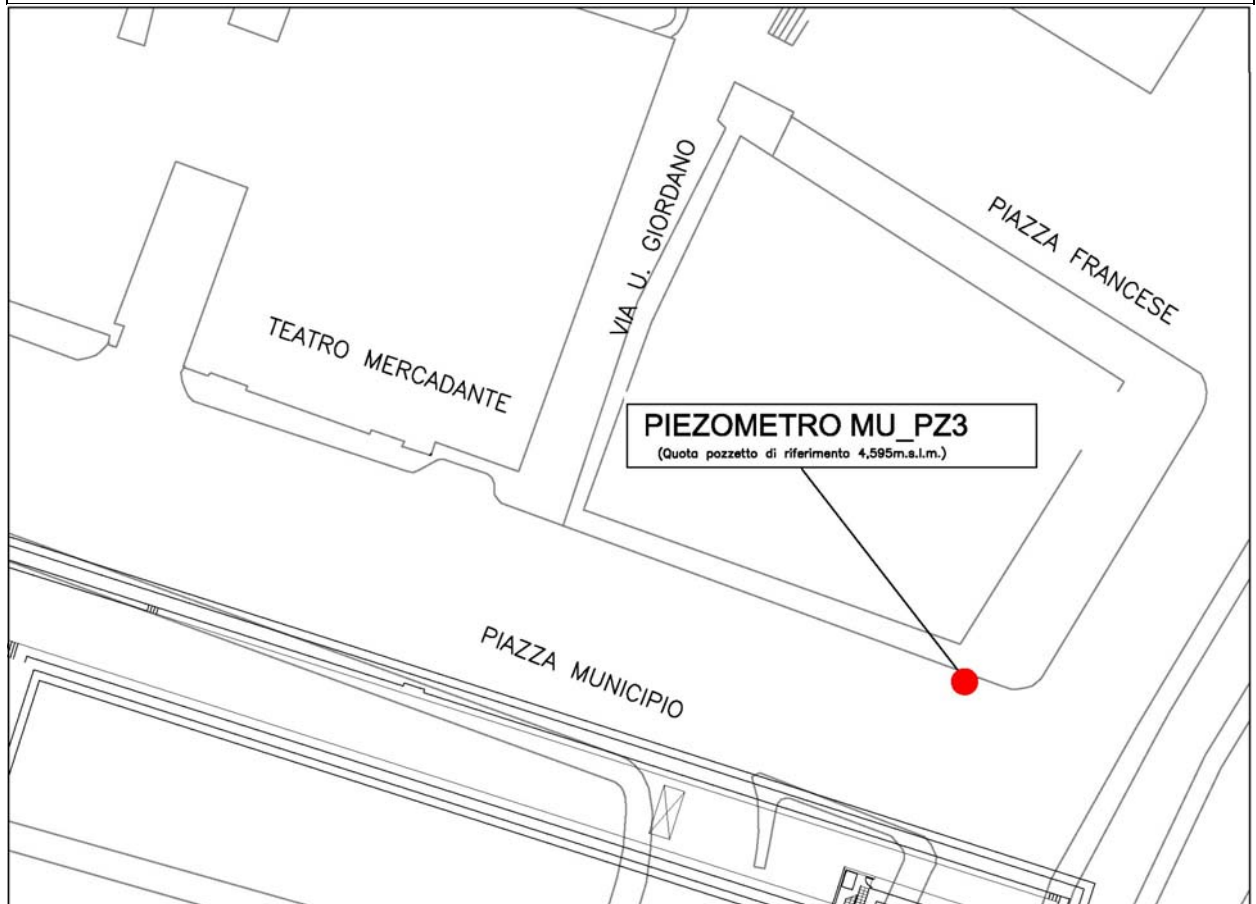 VIA U. GIORDANO
PIAZZA FRANCESE
TEATRO MERCADANTE
PIEZOMETRO MU_PZ3
(Quota pozzetto di riferimento 4,595m.s.l.m.)
PIAZZA MUNICIPIO